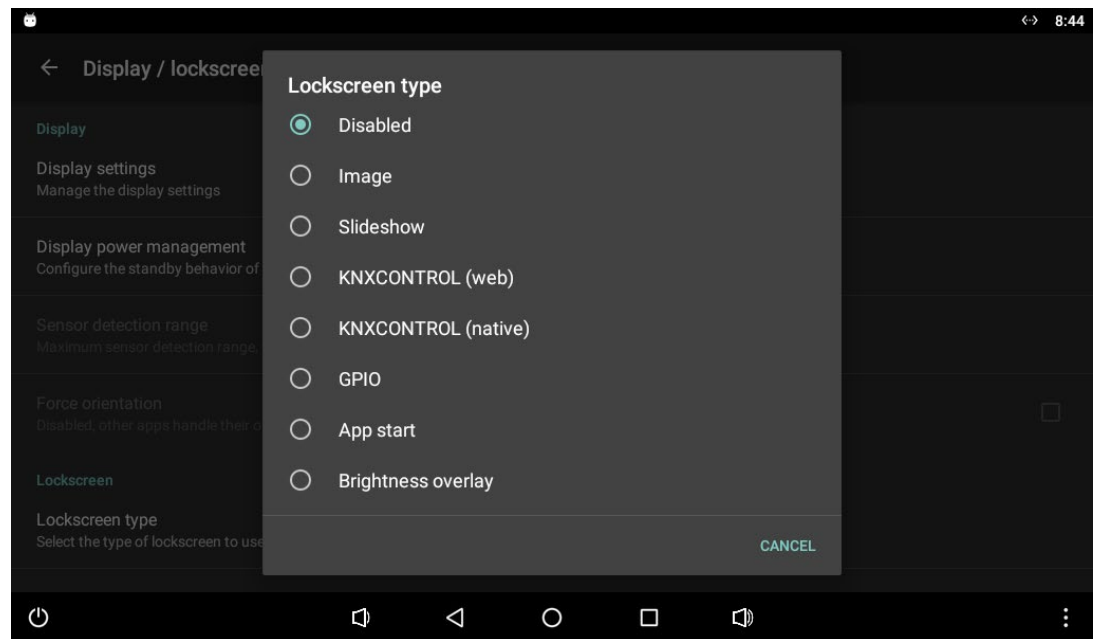 8:44
Display / lockscree
Lockscreen type
Disabled
Display
Display settings
Manage the display settings
Image
Slideshow
Display power management
Configure the standby behavior of
KNXCONTROL (web)
Sensor detection range
Maximum sensor detection range.
KNXCONTROL (native)
GPIO
Force orientation
Disabled, other apps handle their o
App start
Lockscreen
Brightness overlay
Lockscreen type
Select the type of lockscreen to use
CANCEL